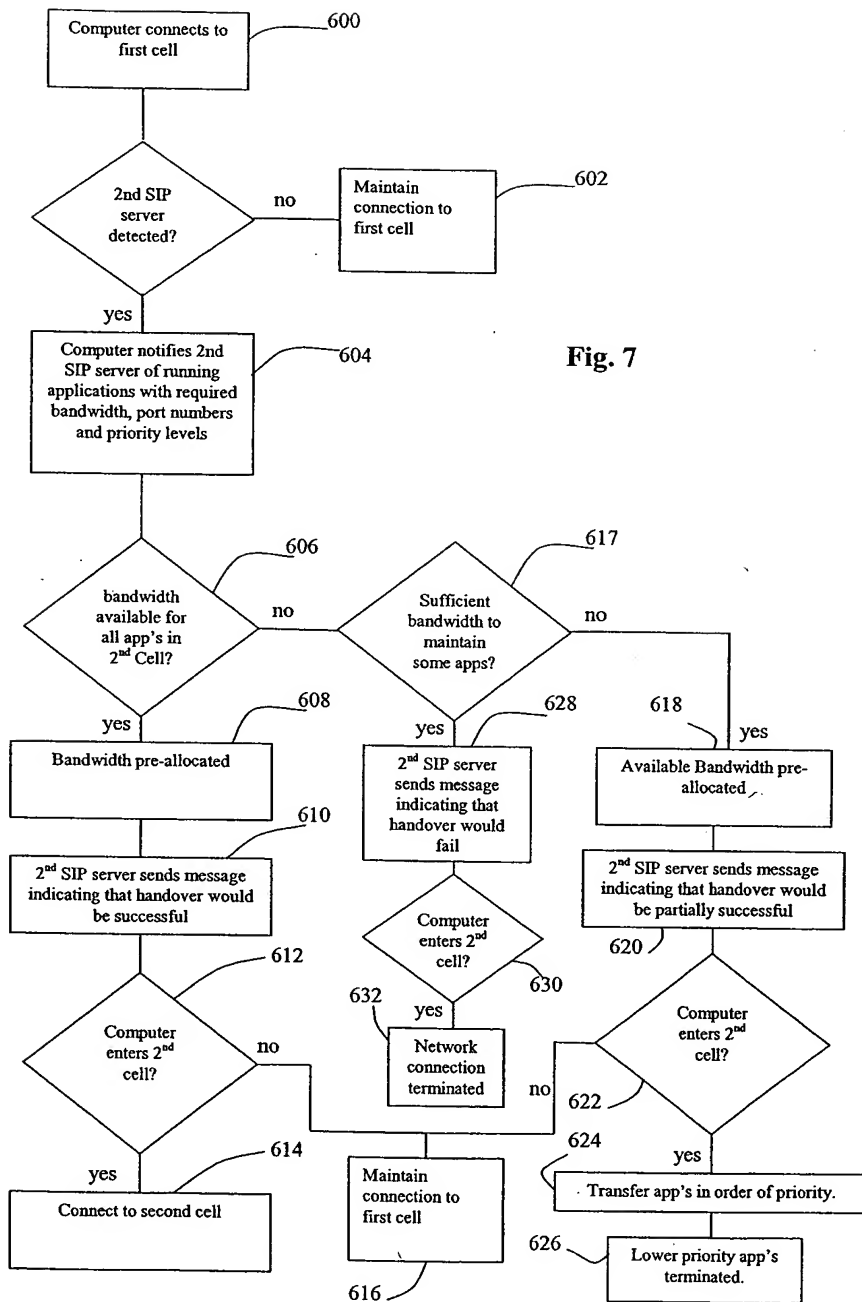 Computer connects to
first cell
600
2nd SIP
server
detected?
no
Maintain
connection to
first cell
602
yes
Computer notifies 2nd
SIP server of running
applications with required
bandwidth, port numbers
and priority levels
604
Fig. 7
bandwidth
available for
all app's in
2nd Cell?
606
no
Sufficient
bandwidth to
maintain
some apps?
617
no
yes
608
yes
628
618
yes
Bandwidth pre-allocated
2nd SIP server
sends message
indicating that
handover would
fail
Available Bandwidth pre-
allocated
610
2nd SIP server sends message
indicating that handover would
be successful
2nd SIP server sends message
indicating that handover would
be partially successful
620
612
Computer
enters 2nd
cell?
no
Computer
enters 2nd
cell?
630
632
yes
Network
connection
terminated
Computer
enters 2nd
cell?
no
622
yes
614
Connect to second cell
Maintain
connection to
first cell
616
624
yes
Transfer app's in order of priority.
626
Lower priority app's
terminated.